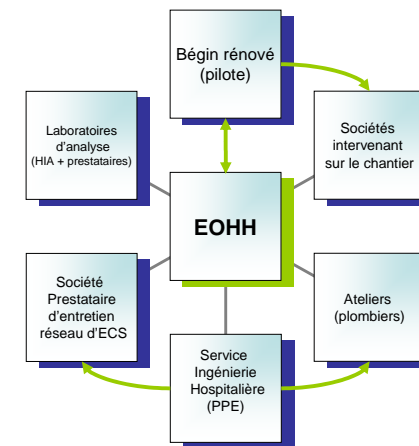 Bégin rénové
(pilote)
Laboratoires
d'analyse
(HIA + prestataires)
Sociétés
intervenant
sur le chantier
EOHH
Société
Prestataire
d'entretien
réseau d'ECS
Ateliers
(plombiers)
Service
Ingénierie
Hospitalière
(PPE)